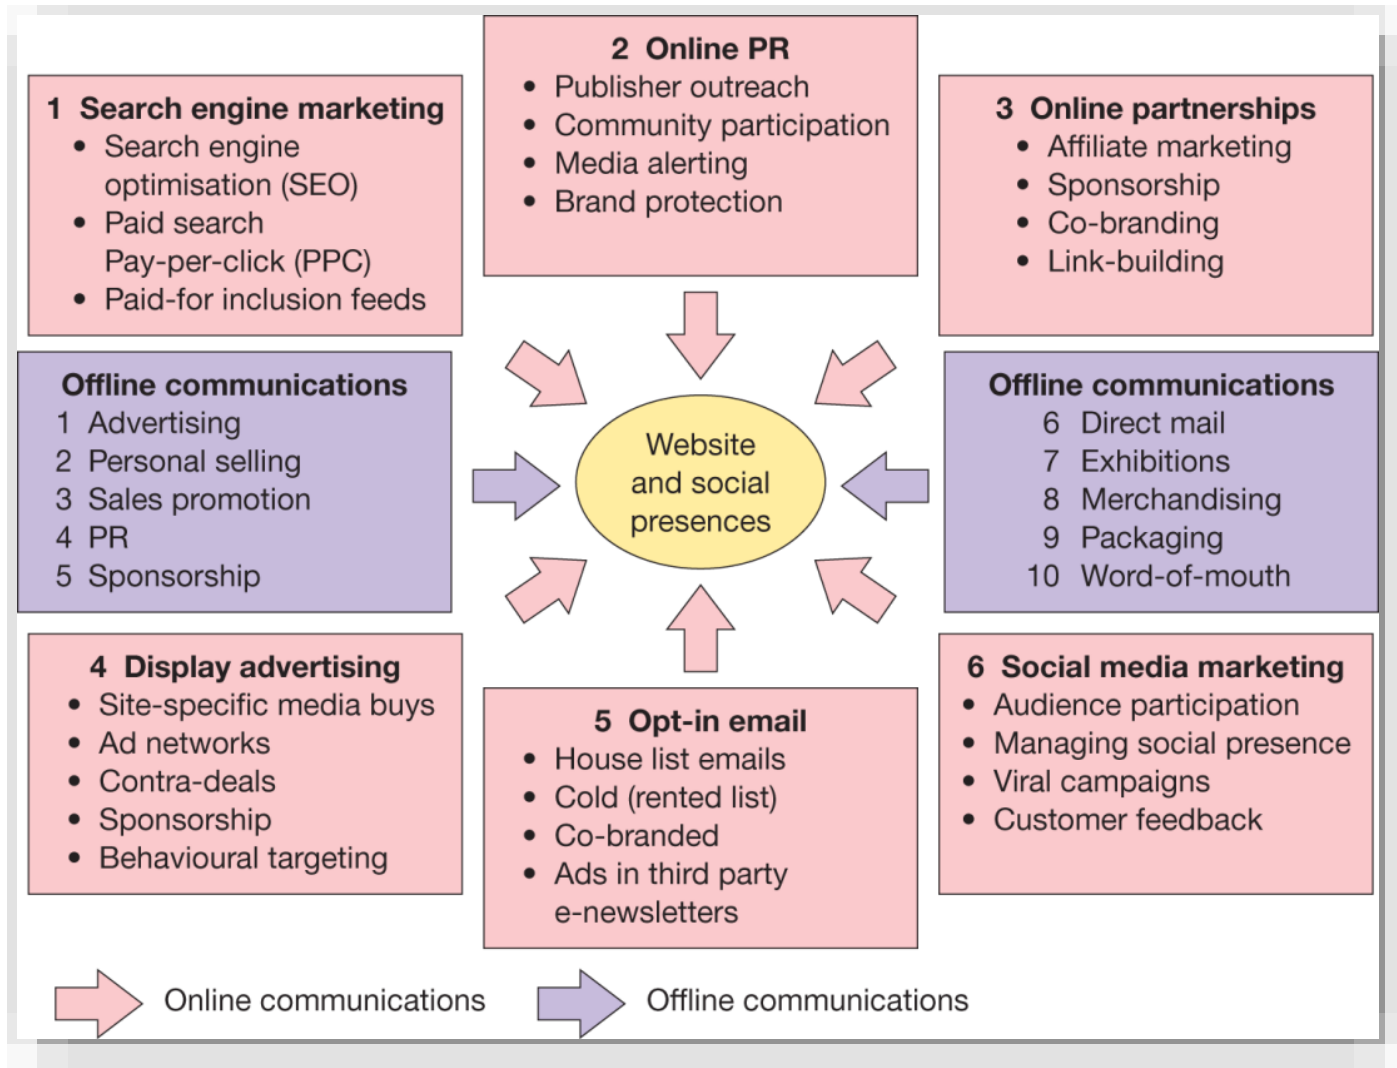 1 Search engine marketing
• Search engine
optimisation (SEO)
• Paid search
Pay-per-click (PPC)
• Paid-for inclusion feeds
2 Online PR
• Publisher outreach
• Community participation
• Media alerting
• Brand protection
3 Online partnerships
• Affiliate marketing
• Sponsorship
• Co-branding
• Link-building
Offline communications
1 Advertising
2 Personal selling
3 Sales promotion
4 PR
5 Sponsorship
Website
and social
presences
Offline communications
6 Direct mail
7 Exhibitions
8 Merchandising
9 Packaging
10 Word-of-mouth
4 Display advertising
• Site-specific media buys
• Ad networks
• Contra-deals
• Sponsorship
• Behavioural targeting
5 Opt-in email
• House list emails
• Cold (rented list)
• Co-branded
• Ads in third party
e-newsletters
6 Social media marketing
• Audience participation
• Managing social presence
• Viral campaigns
• Customer feedback
Online communications
Offline communications